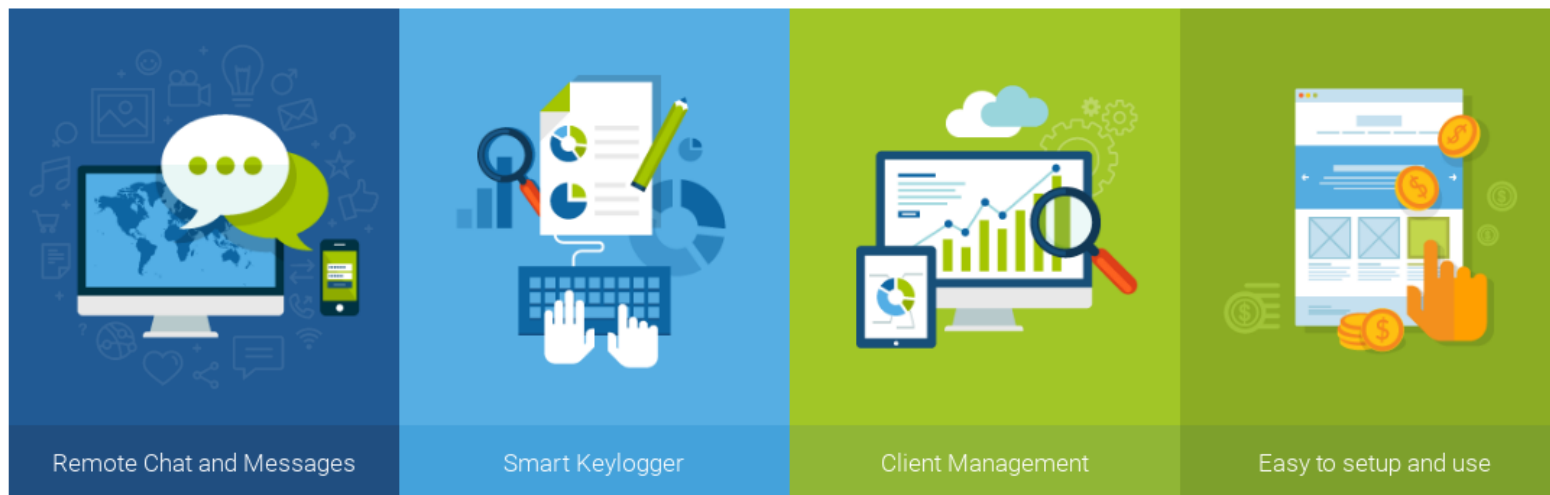 Remote Chat and Messages
Smart Keylogger
Client Management
Easy to setup and use